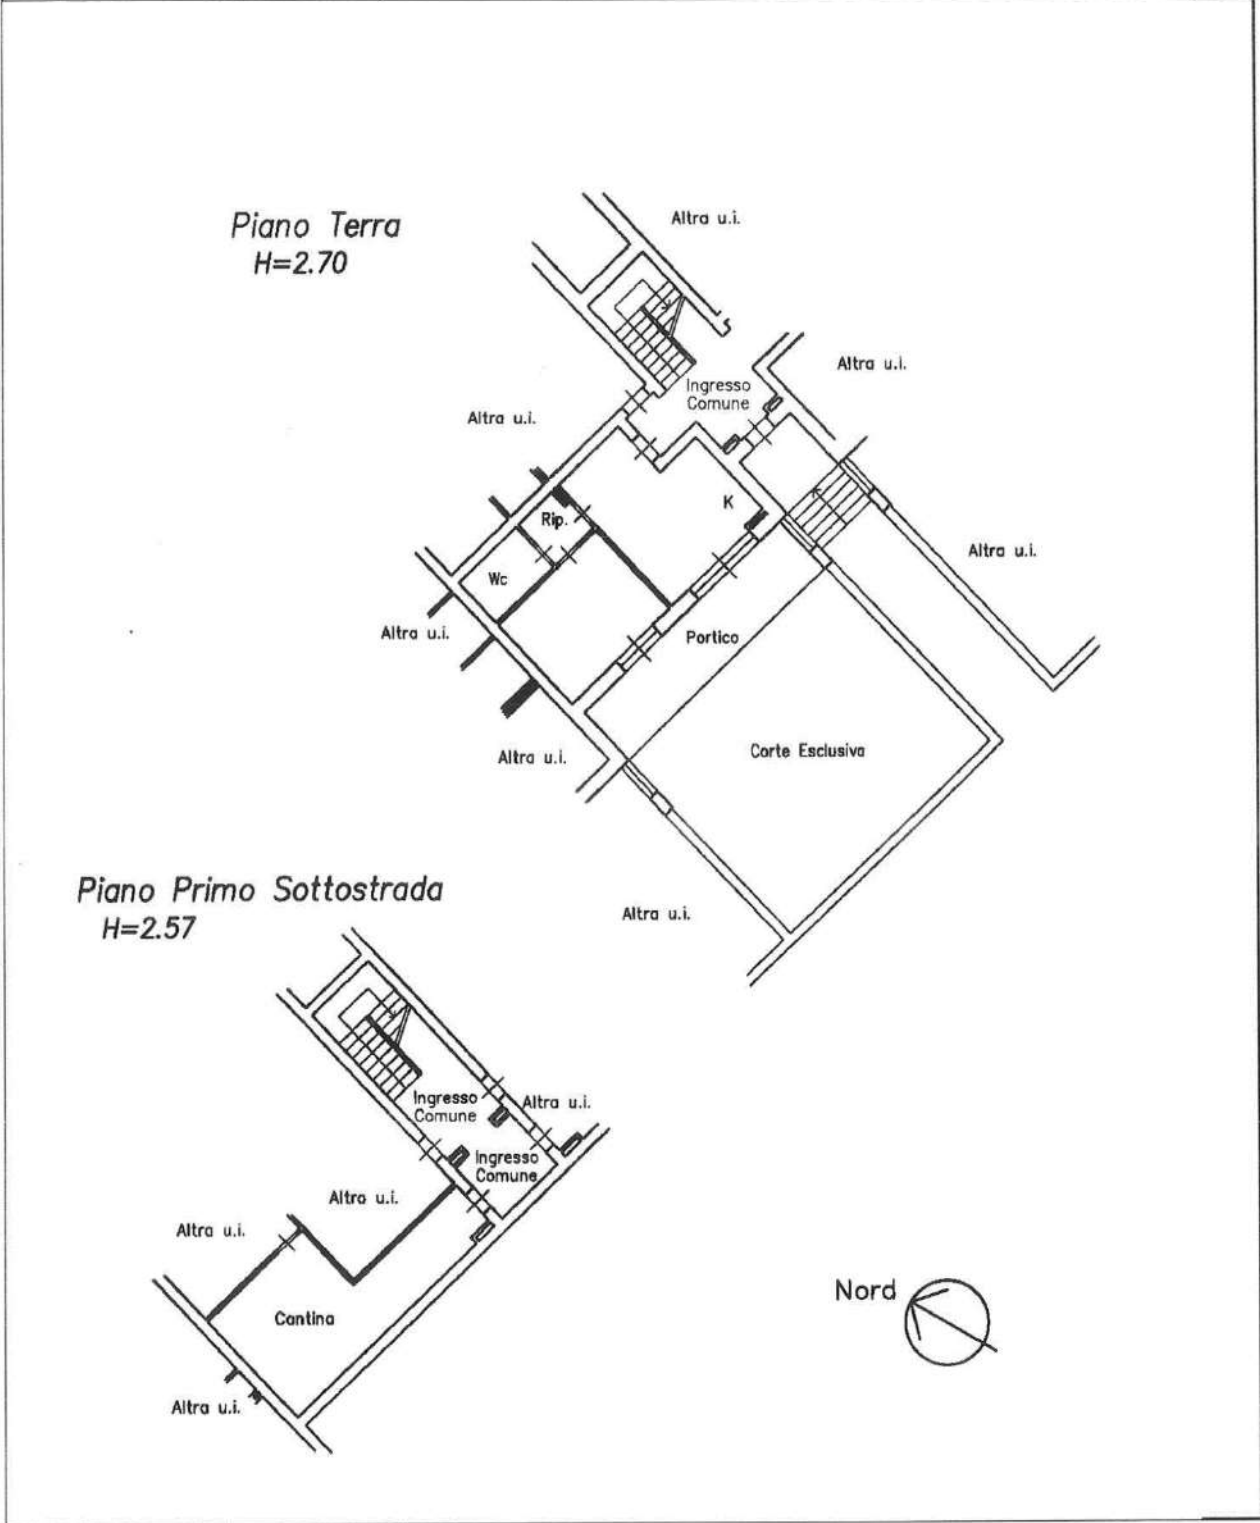 Piano Terra
H=2.70
Altra u.i.
Altra u.i.
Ingresso
Comune
Altra u.i.
K
Rip.
Altra u.i.
Wc
Altra u.i.
Portico
Corte Esclusiva
Altra u.i.
Piano Primo Sottostrada
H=2.57
Altra u.i.
Ingresso
Comune
Altra u.i.
Ingresso
Comune
Altra u.i.
Altra u.i.
Cantina
Nord
Altra u.i.